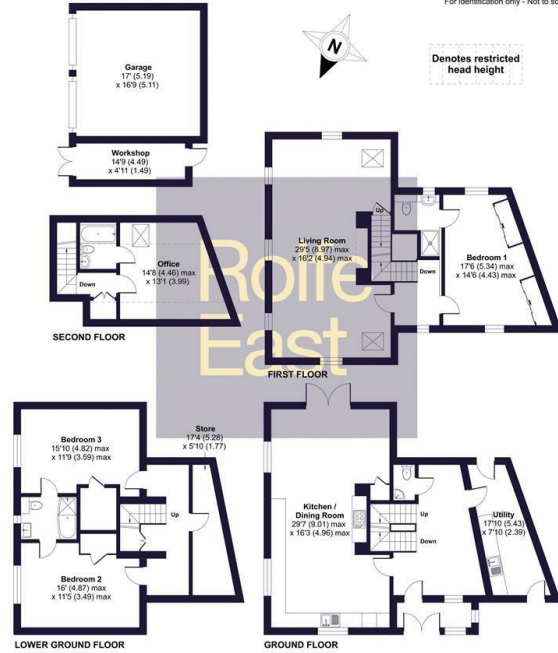 For identification only - Not to sc
N
Denotes restricted
head height
Garage
17' (5.19)
x 16'9 (5.11)
Workshop
14'9 (4.49)
x 4'11 (1.49)
Office
14'8 (4.46) max
x 13'1 (3.99)
Down
SECOND FLOOR
Living Room
29'5 (8.97) max
x 16'2 (4.94) max
Up
Down
Bedroom 1
17'6 (5.34) max
x 14'6 (4.43) max
FIRST FLOOR
Rolfe
East
Bedroom 3
15'10 (4.82) max
x 11'9 (3.59) max
Store
17'4 (5.28)
x 5'10 (1.77)
Up
Bedroom 2
16' (4.87) max
x 11'5 (3.49) max
LOWER GROUND FLOOR
Kitchen /
Dining Room
29'7 (9.01) max
x 16'3 (4.96) max
Up
Down
Utility
17'10 (5.43)
x 7'10 (2.39)
GROUND FLOOR